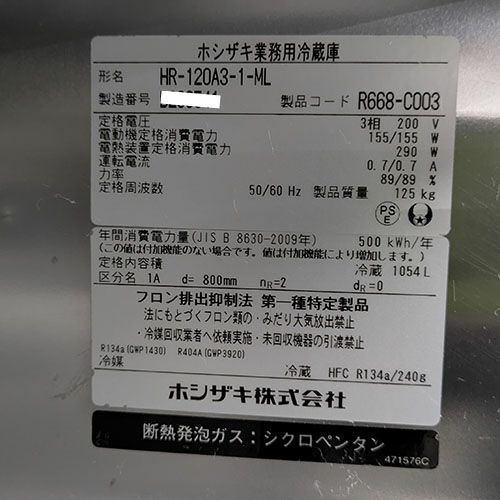 ホシザキ業務用冷蔵庫
形名 HR-120A3-1-ML
製造番号 製品コード R668-C003
定格電圧 3相 200 V
電動機定格消費電力 155/155 W
電熱装置定格消費電力 290 W
運転電流 0.7/0.7 A
力率 89/89 %
定格周波数 50/60 Hz 製品質量 125 kg
PS
E
年間消費電力量(JIS B 8630-2009年) 500 kWh/年
(この値は付加機能のない場合です。値は付加機能により増加します。)
定格内容積 冷蔵 1054 L
区分名 1A d= 800mm nR=2 dR=0
フロン排出抑制法 第一種特定製品
法にもとづくフロン類の・みだり大気放出禁止
・冷媒回収業者へ依頼実施・未回収機器の引渡禁止
R134a(GWP1430) R404A(GWP3920)
冷媒 冷蔵 HFC R134a/240g
ホシザキ株式会社
断熱発泡ガス：シクロペンタン
471576C